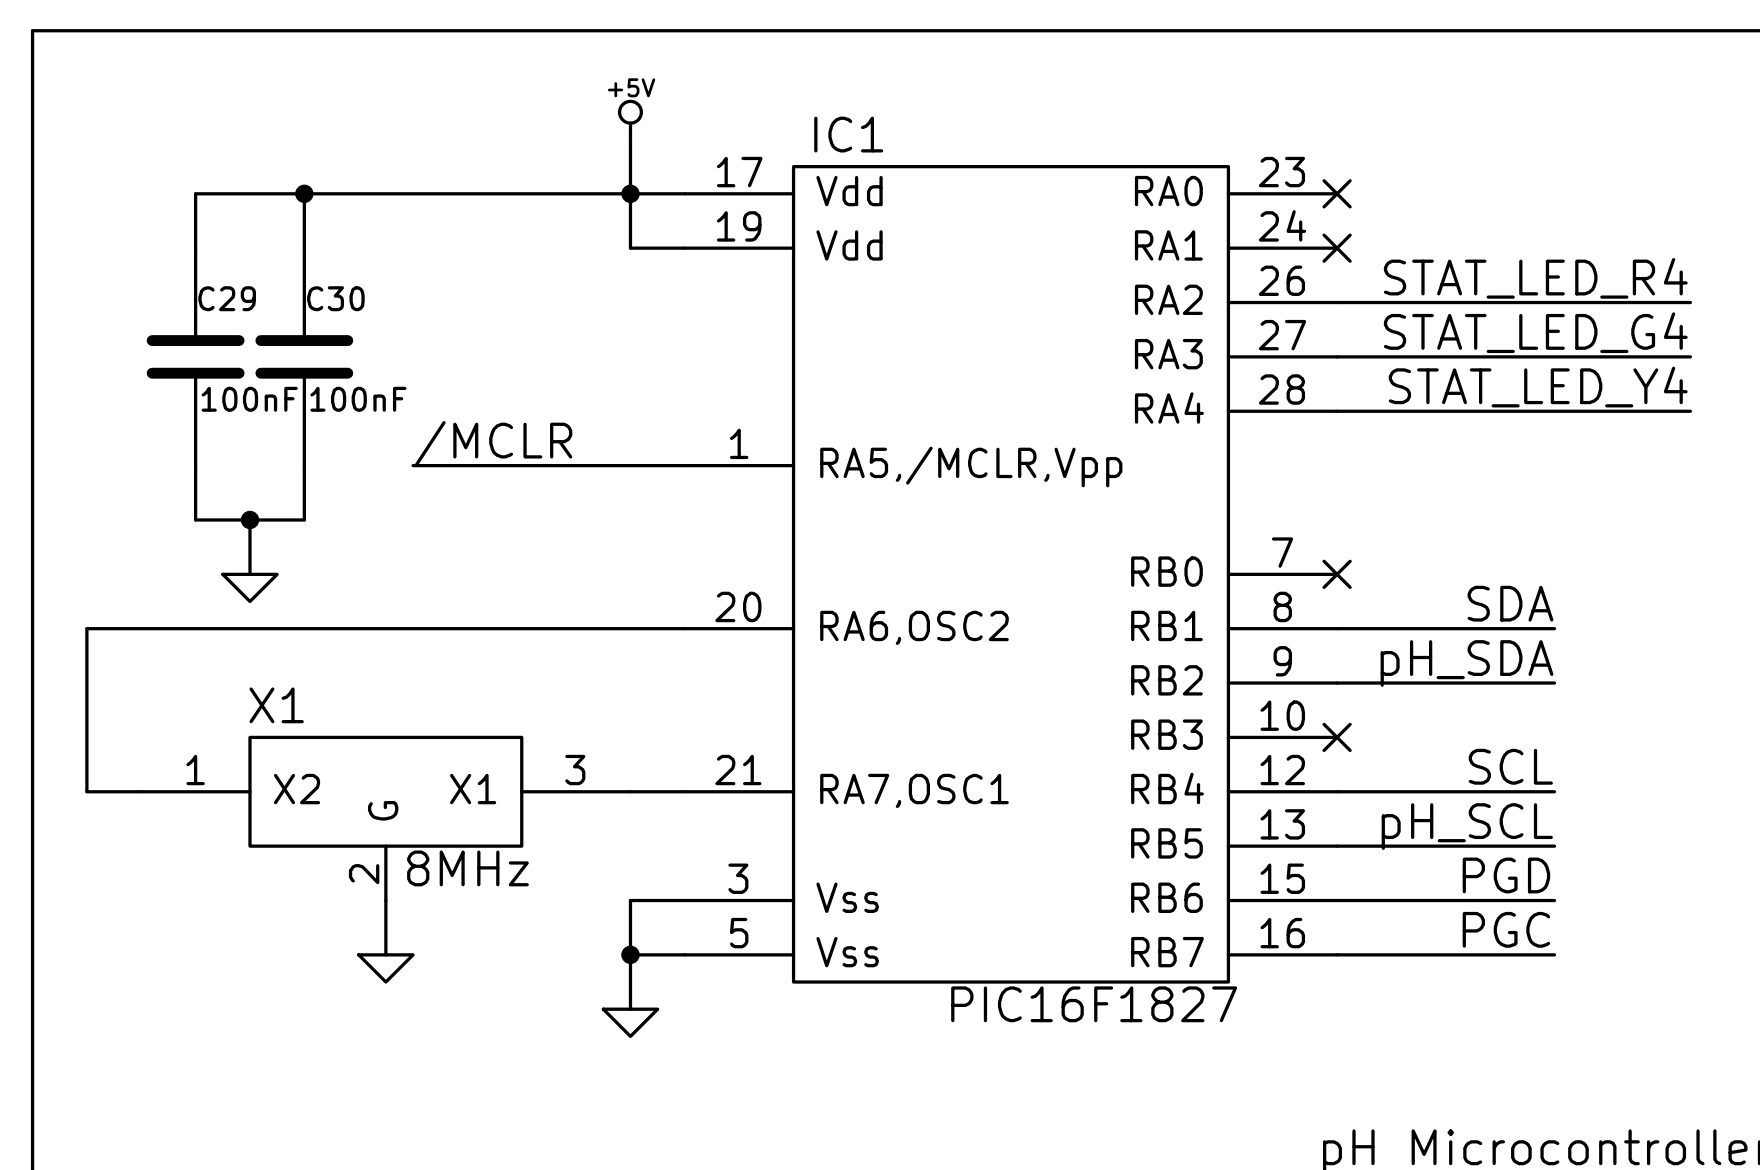 +5V
IC1
17 Vdd RA0 23
19 Vdd RA1 24
RA2 26 STAT_LED_R4
C29 C30
RA3 27 STAT_LED_G4
100nF 100nF
RA4 28 STAT_LED_Y4
/MCLR 1 RA5,/MCLR,Vpp
RB0 7
20 RA6,OSC2 RB1 8 SDA
RB2 9 pH_SDA
X1
RB3 10
1 X2 G X1 3 21 RA7,OSC1 RB4 12 SCL
RB5 13 pH_SCL
2 8MHz
3 Vss RB6 15 PGD
5 Vss RB7 16 PGC
PIC16F1827
pH Microcontroller